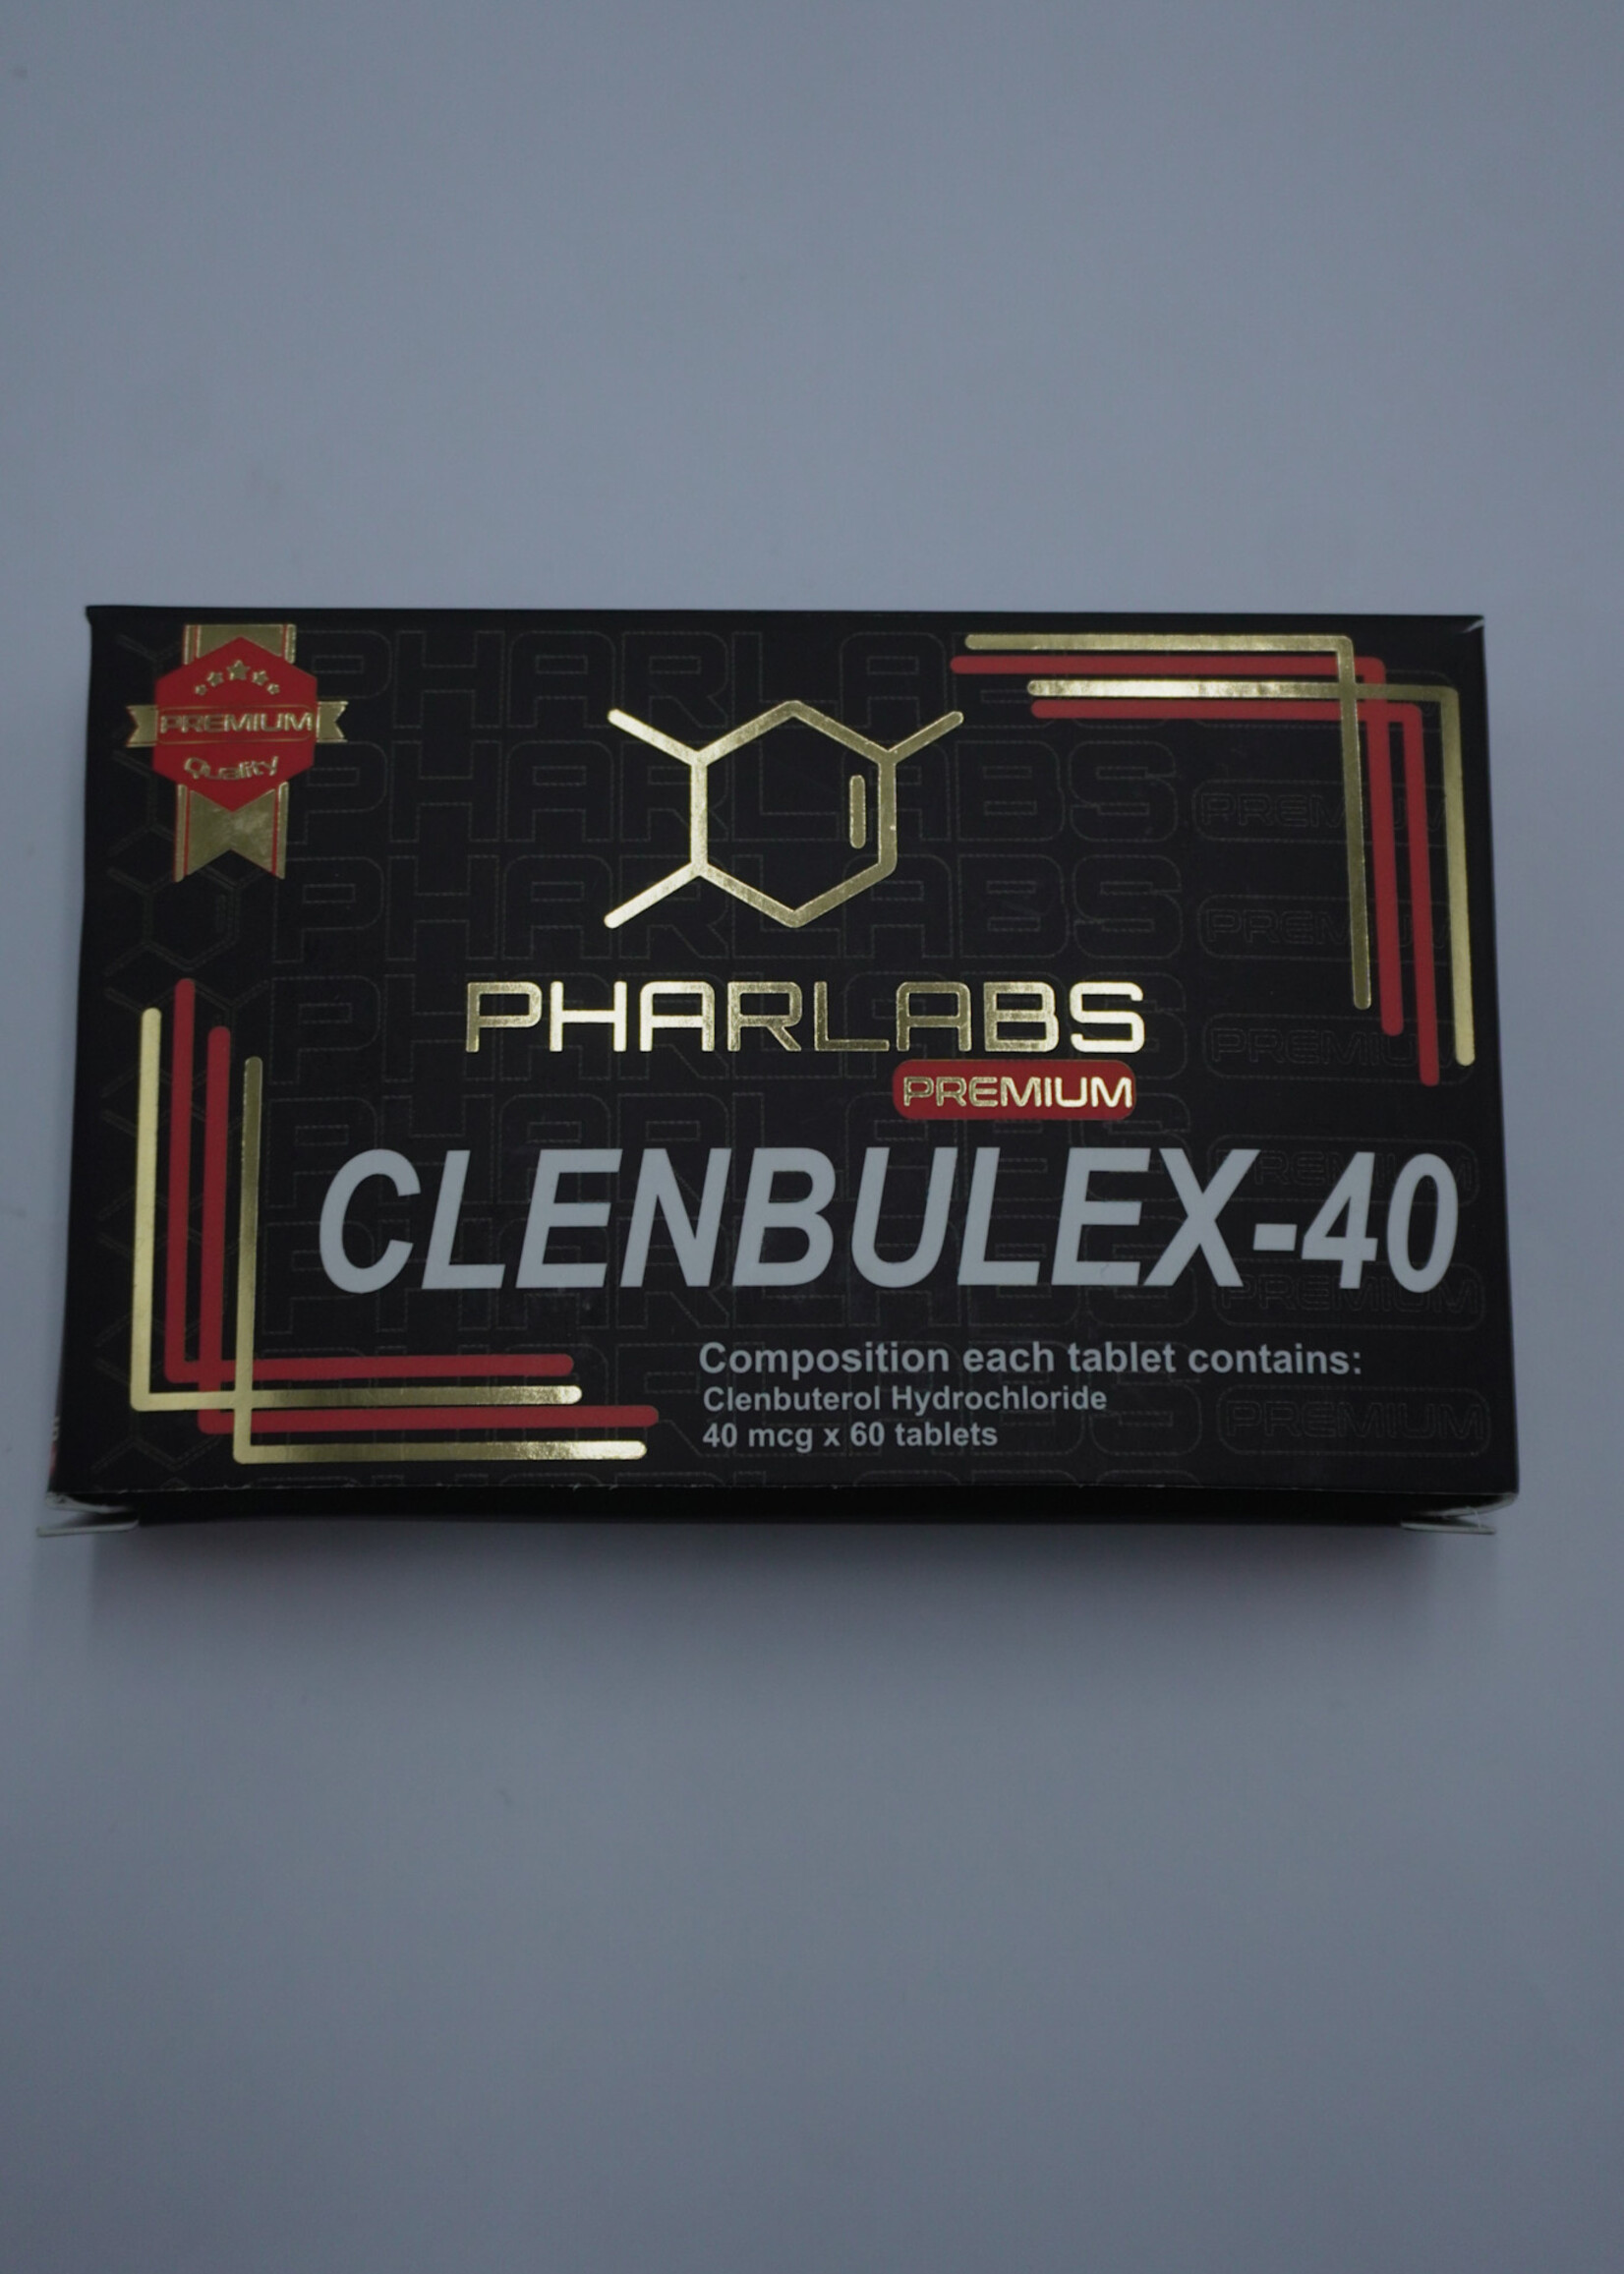 PREMIUM
Quality
PHARLABS
PREMIUM
CLENBULEX-40
Composition each tablet contains:
Clenbuterol Hydrochloride
40 mcg x 60 tablets